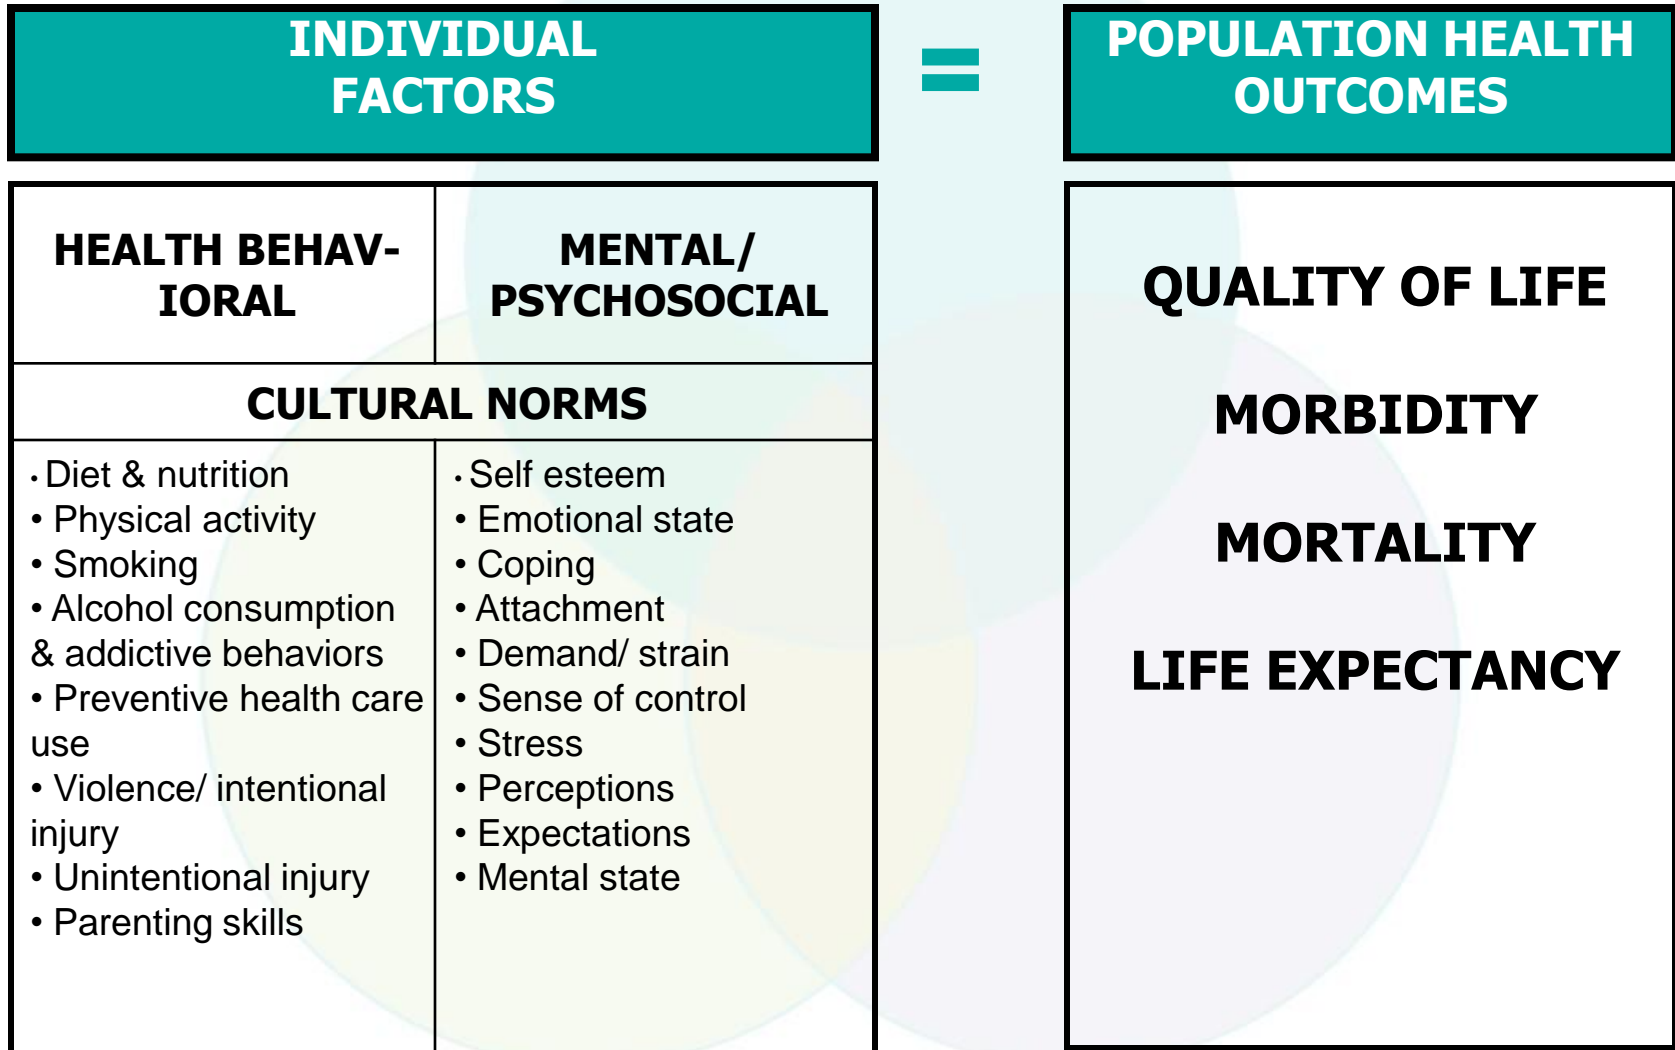 INDIVIDUAL
FACTORS
=
POPULATION HEALTH
OUTCOMES
HEALTH BEHAV-
IORAL
MENTAL/
PSYCHOSOCIAL
CULTURAL NORMS
• Diet & nutrition
• Physical activity
• Smoking
• Alcohol consumption
& addictive behaviors
• Preventive health care
use
• Violence/ intentional
injury
• Unintentional injury
• Parenting skills
• Self esteem
• Emotional state
• Coping
• Attachment
• Demand/ strain
• Sense of control
• Stress
• Perceptions
• Expectations
• Mental state
QUALITY OF LIFE
MORBIDITY
MORTALITY
LIFE EXPECTANCY